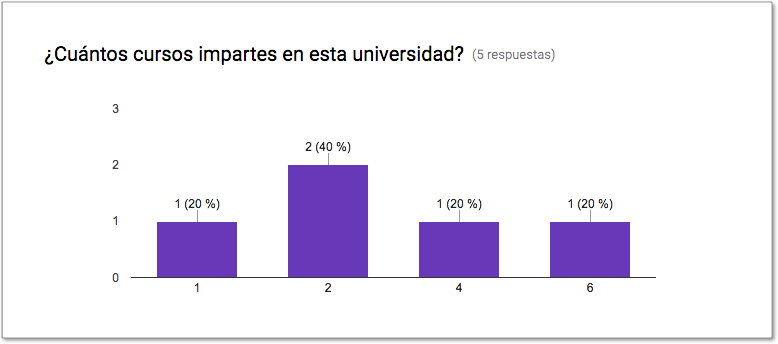 ¿Cuántos cursos impartes en esta universidad? (5 respuestas)
3
2 (40 %)
2
1 (20 %) 1 (20 %) 1 (20 %)
1
0
1 2 4 6